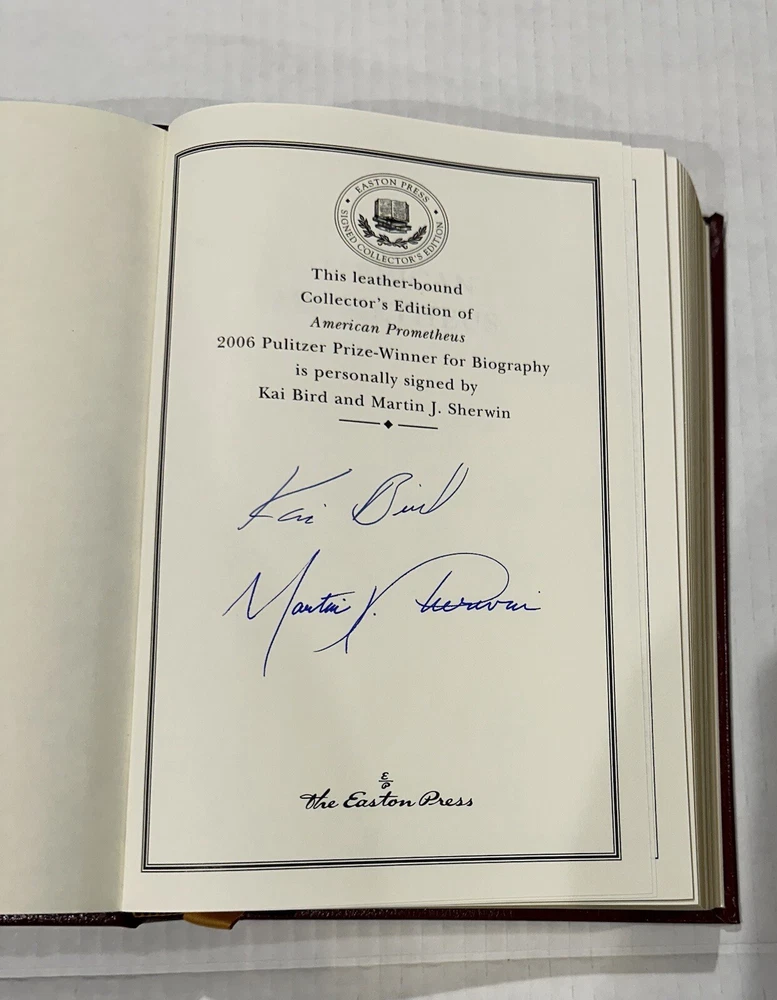 EASTON PRESS
SIGNED COLLECTOR'S EDITION
This leather-bound
Collector's Edition of
American Prometheus
2006 Pulitzer Prize-Winner for Biography
is personally signed by
Kai Bird and Martin J. Sherwin
Kai Bird
Martin J. Sherwin
E
P
the Easton Press